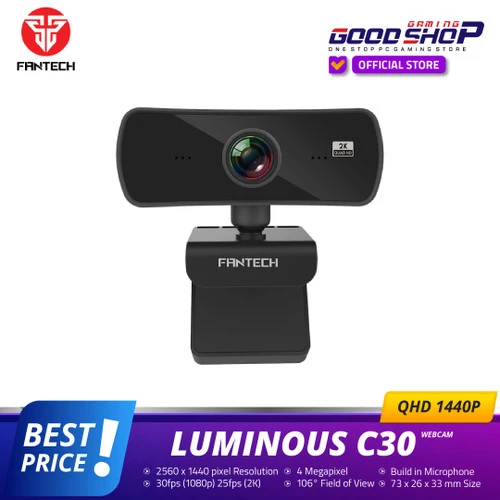 FANTECH
GAMING
GOODSHOP
ONE STOP PC GAMING STORE
OFFICIAL STORE
2K
QUAD HD
FANTECH
QHD 1440P
BEST
PRICE!
LUMINOUS C30 WEBCAM
• 2560 x 1440 pixel Resolution • 4 Megapixel • Build in Microphone
• 30fps (1080p) 25fps (2K) • 106° Field of View • 73 x 26 x 33 mm Size